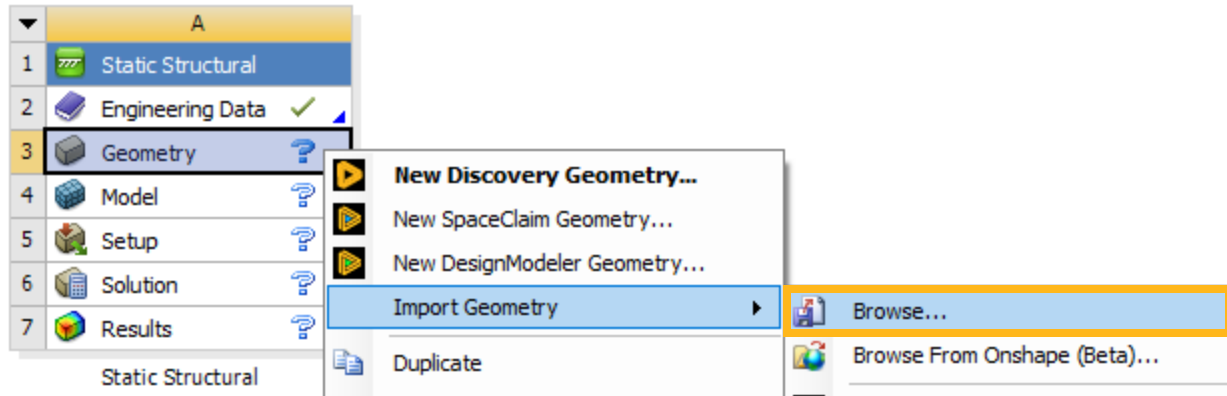 A
1 Static Structural
2 Engineering Data
3 Geometry
4 Model
5 Setup
6 Solution
7 Results
Static Structural
New Discovery Geometry...
New SpaceClaim Geometry...
New DesignModeler Geometry...
Import Geometry
Duplicate
Browse...
Browse From Onshape (Beta)...